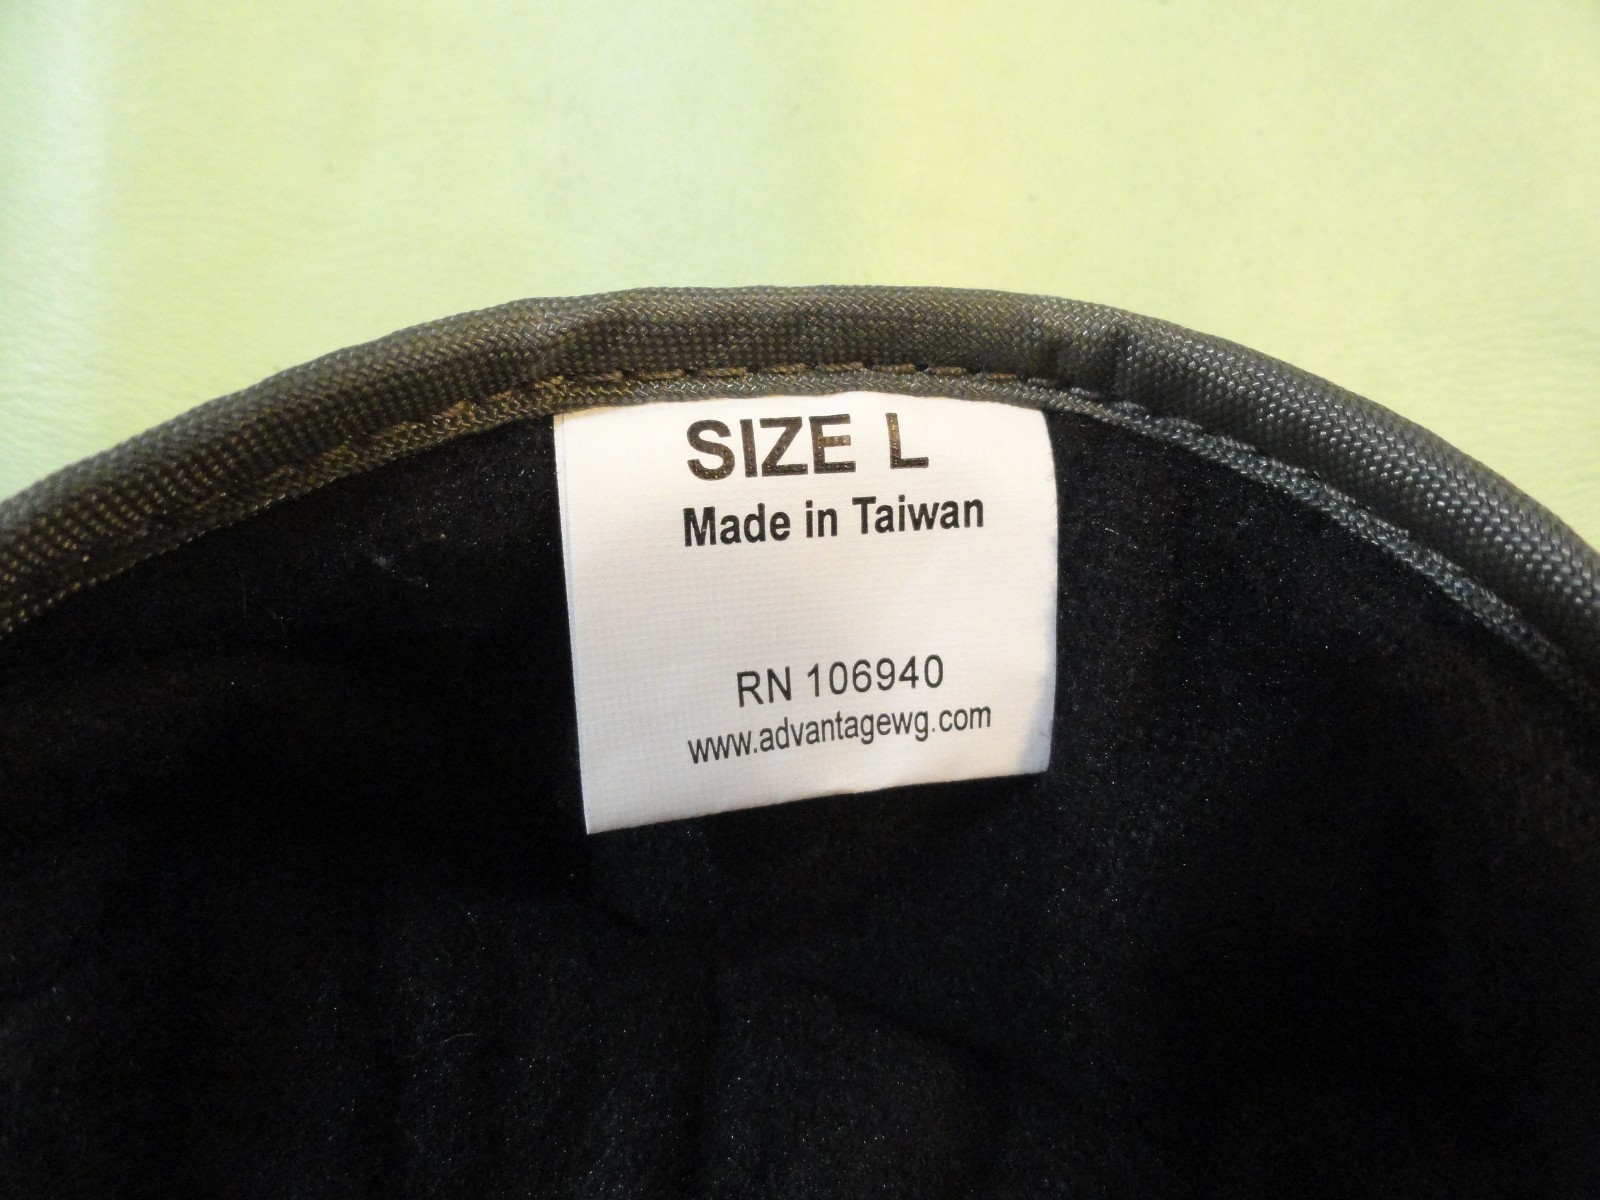 SIZE L
Made in Taiwan
RN 106940
www.advantagewg.com